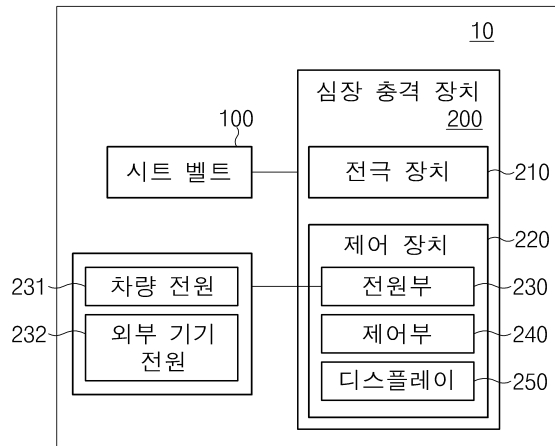 10
심장 충격 장치
200
100
시트 벨트
전극 장치
210
제어 장치
220
231
차량 전원
전원부
230
232
외부 기기
전원
제어부
240
디스플레이
250